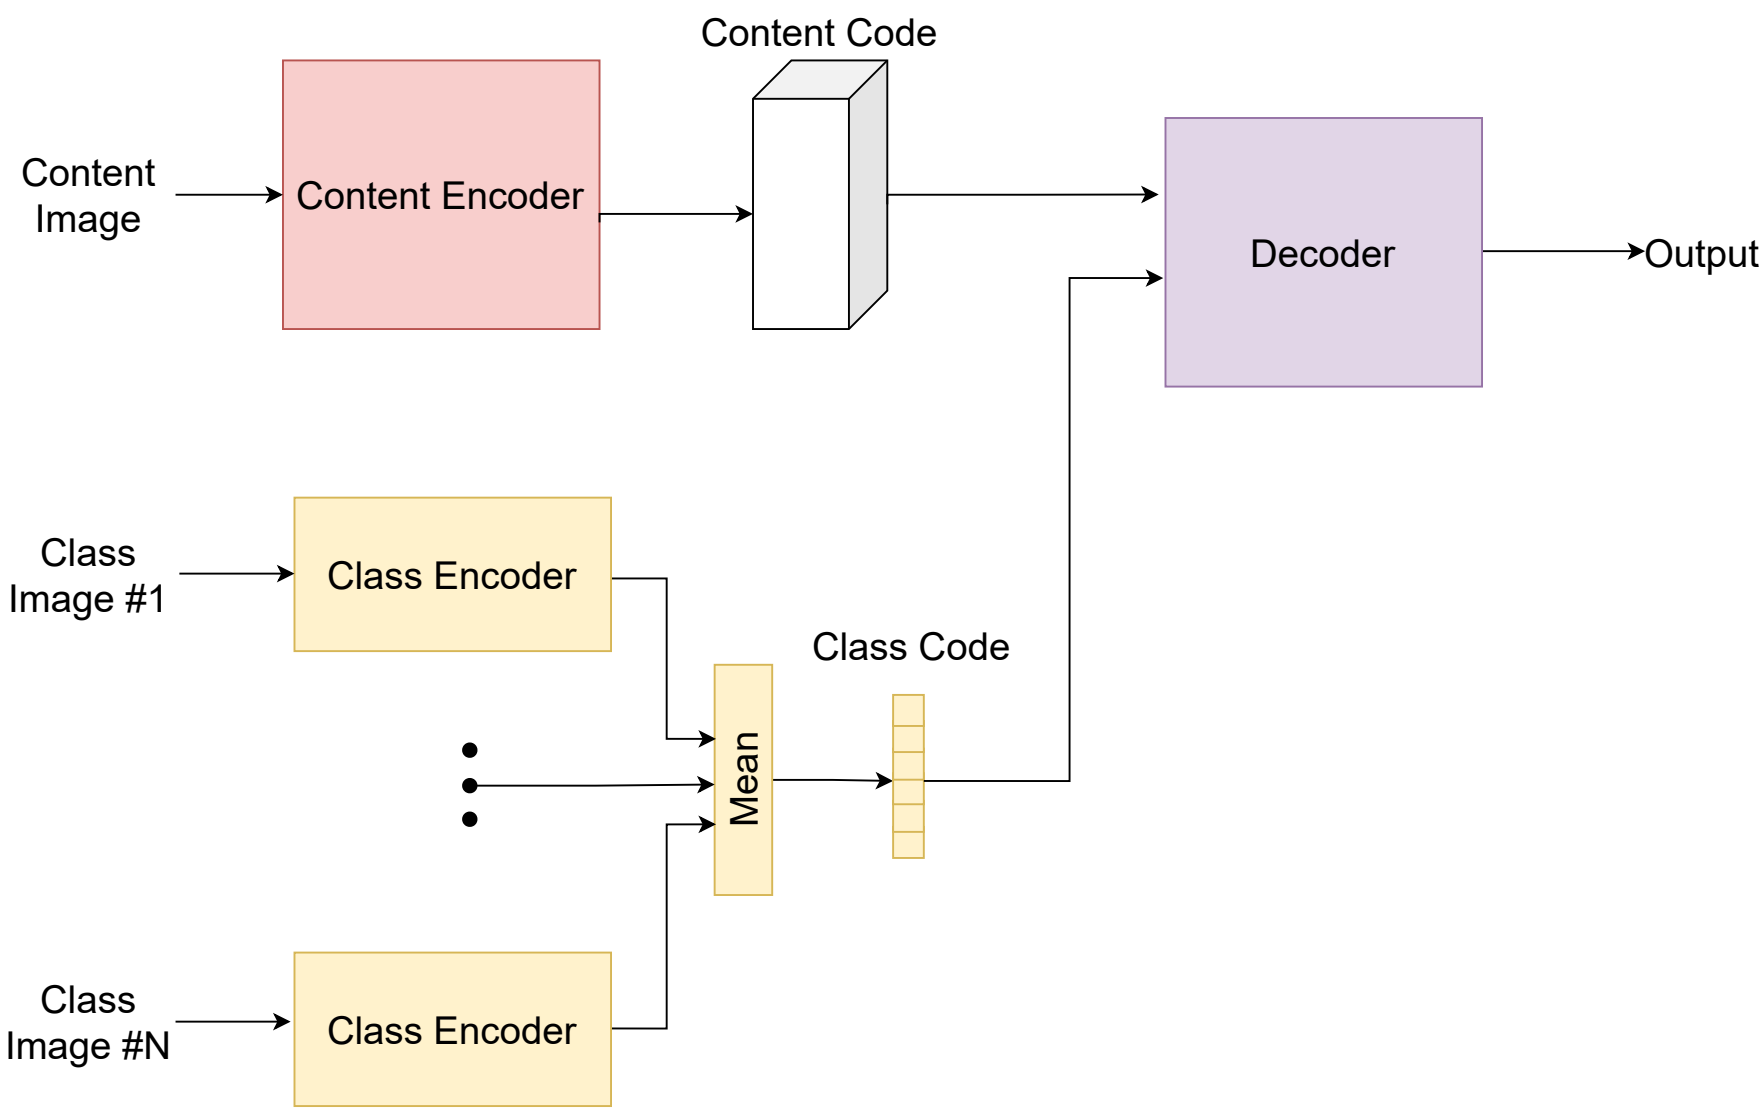 Content Code
Content
Image
Content Encoder
Decoder
Output
Class
Image #1
Class Encoder
Class Code
Mean
Class
Image #N
Class Encoder